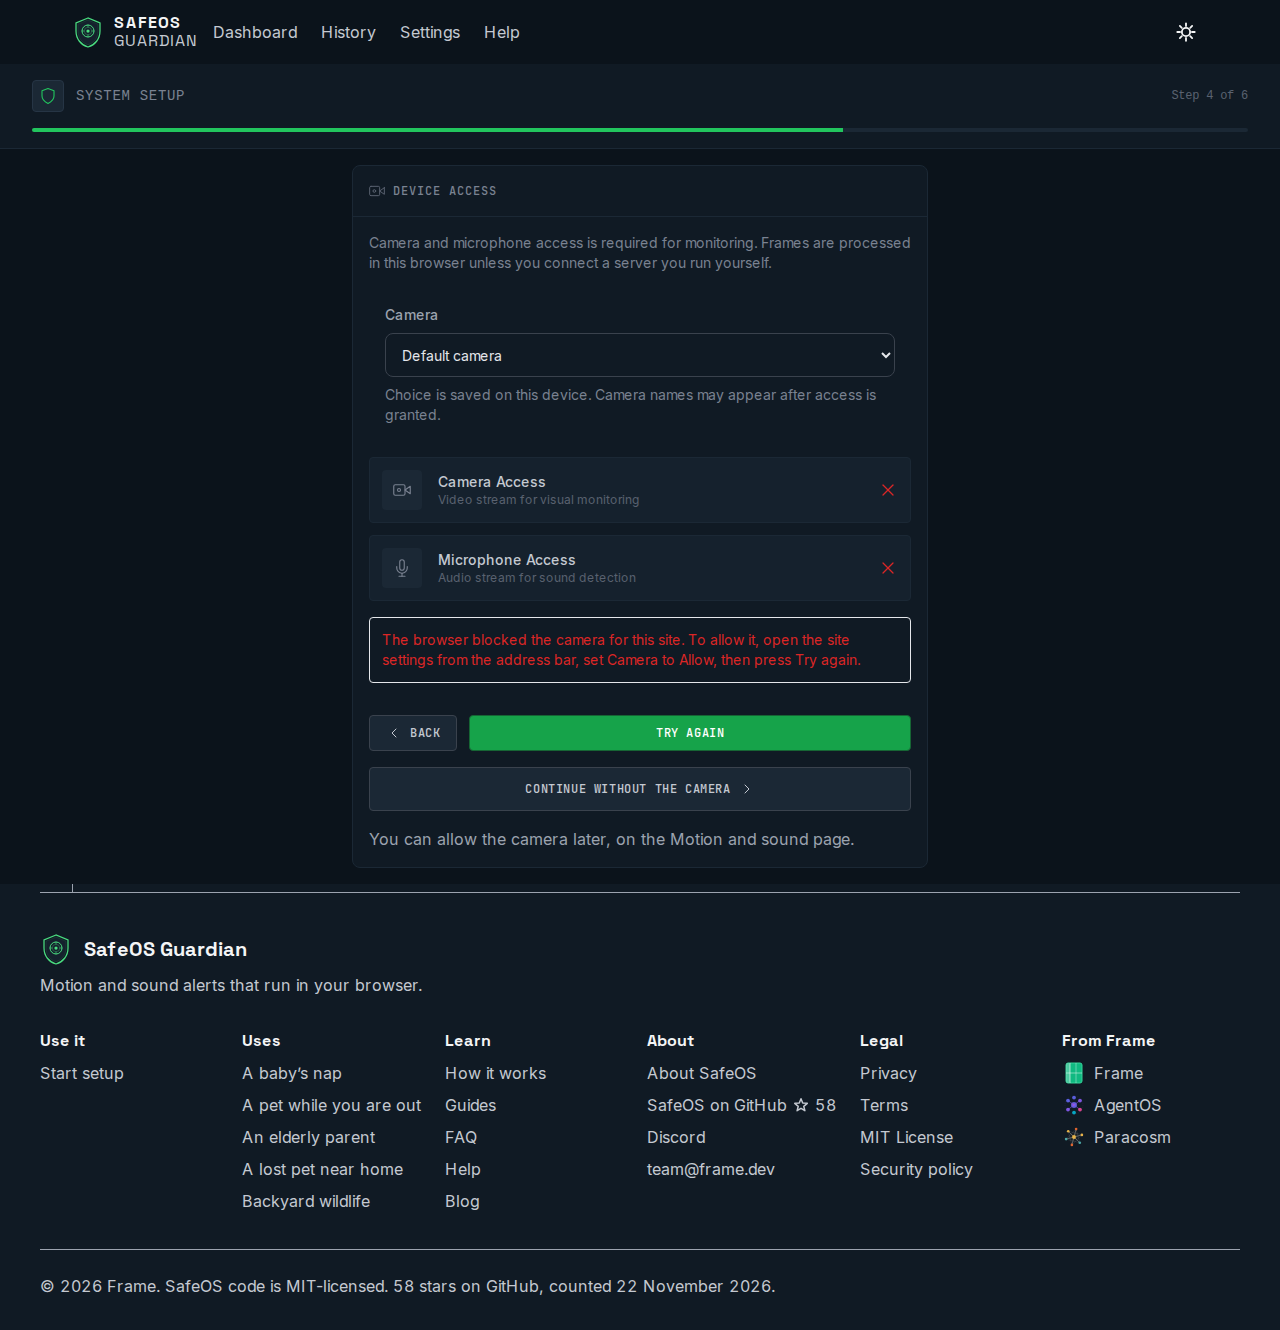 SAFEOS
GUARDIAN
Dashboard
History
Settings
Help
SYSTEM SETUP
Step 4 of 6
DEVICE ACCESS
Camera and microphone access is required for monitoring. Frames are processed
in this browser unless you connect a server you run yourself.
Camera
Default camera
Choice is saved on this device. Camera names may appear after access is
granted.
Camera Access
Video stream for visual monitoring
Microphone Access
Audio stream for sound detection
The browser blocked the camera for this site. To allow it, open the site
settings from the address bar, set Camera to Allow, then press Try again.
BACK
TRY AGAIN
CONTINUE WITHOUT THE CAMERA
You can allow the camera later, on the Motion and sound page.
SafeOS Guardian
Motion and sound alerts that run in your browser.
Use it
Start setup
Uses
A baby’s nap
A pet while you are out
An elderly parent
A lost pet near home
Backyard wildlife
Learn
How it works
Guides
FAQ
Help
Blog
About
About SafeOS
SafeOS on GitHub ☆ 58
Discord
team@frame.dev
Legal
Privacy
Terms
MIT License
Security policy
From Frame
Frame
AgentOS
Paracosm
© 2026 Frame. SafeOS code is MIT-licensed. 58 stars on GitHub, counted 22 November 2026.